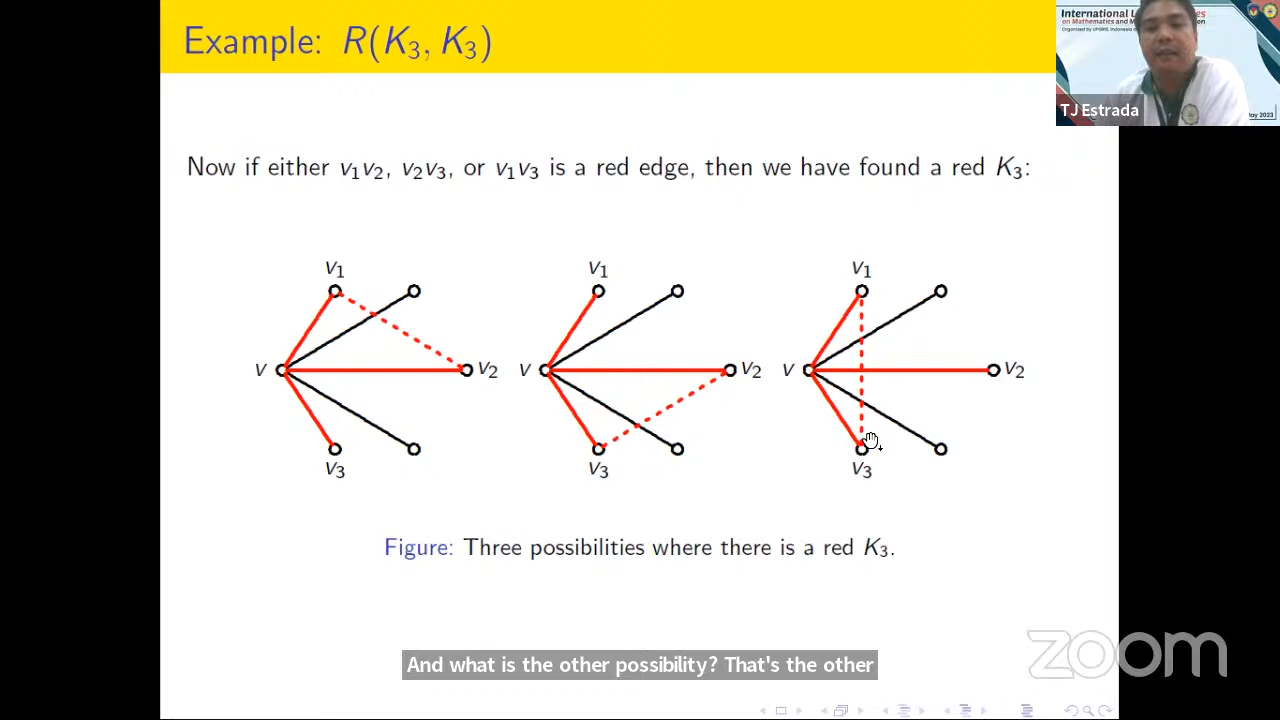 Example: R(K₃, K₃)
International L
on Mathematics and M
TJ Estrada
May 2023
Now if either v₁v₂, v₂v₃, or v₁v₃ is a red edge, then we have found a red K₃:
v₁ v₁ v₁
v v₂ v v₂ v v₂
v₃ v₃ v₃
Figure: Three possibilities where there is a red K₃.
And what is the other possibility? That's the other
zoom